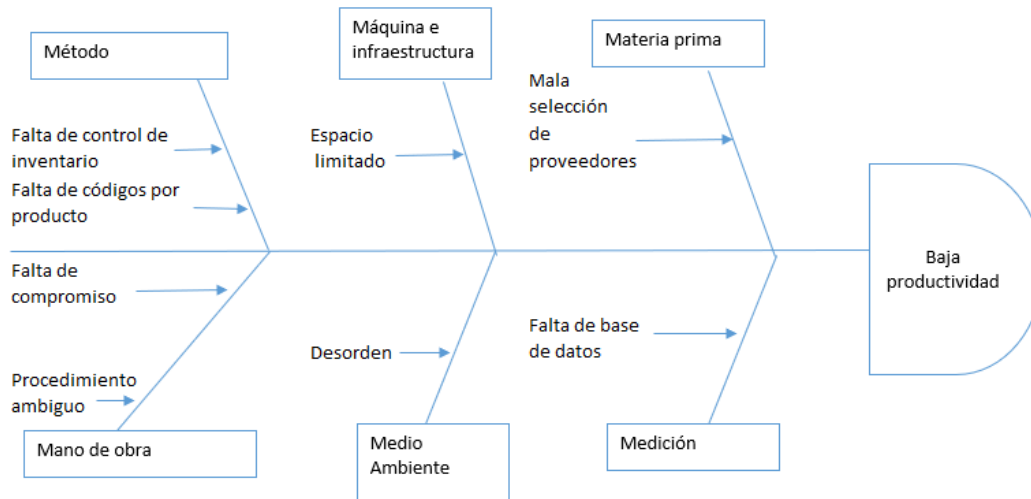 Método
Máquina e
infraestructura
Materia prima
Falta de control de
inventario
Falta de códigos por
producto
Espacio
limitado
Mala
selección
de
proveedores
Baja
productividad
Falta de
compromiso
Procedimiento
ambiguo
Desorden
Falta de base
de datos
Mano de obra
Medio
Ambiente
Medición